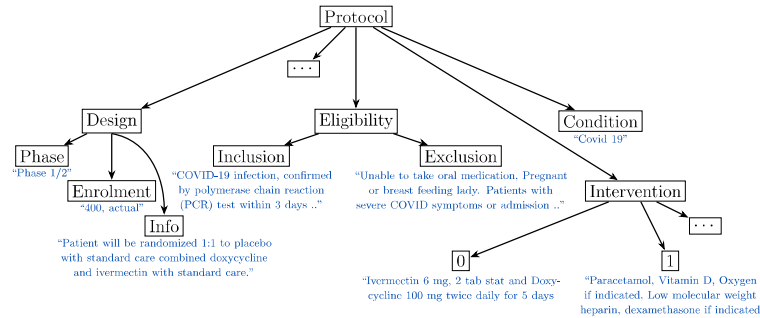 Protocol
...
Design
Eligibility
Condition
"Covid 19"
Phase
"Phase 1/2"
Inclusion
Exclusion
"COVID-19 infection, confirmed
by polymerase chain reaction
(PCR) test within 3 days .."
"Unable to take oral medication, Pregnant
or breast feeding lady. Patients with
severe COVID symptoms or admission .."
Enrolment
"400, actual"
Intervention
Info
...
"Patient will be randomized 1:1 to placebo
with standard care combined doxycycline
and ivermectin with standard care."
0
1
"Ivermectin 6 mg, 2 tab stat and Doxy-
cycline 100 mg twice daily for 5 days
"Paracetamol, Vitamin D, Oxygen
if indicated. Low molecular weight
heparin, dexamethasone if indicated